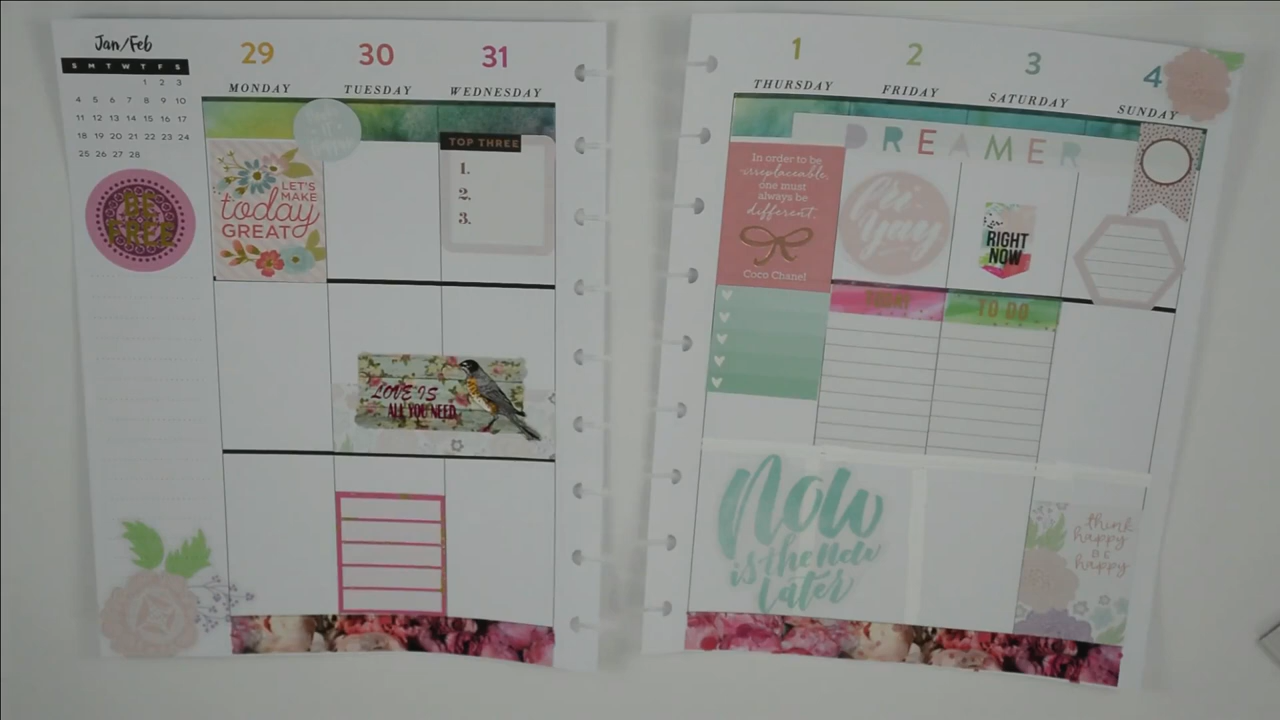 Jan/Feb
S M T W T F S
1 2 3
4 5 6 7 8 9 10
11 12 13 14 15 16 17
18 19 20 21 22 23 24
25 26 27 28
BE
FREE
29 30 31
MONDAY TUESDAY WEDNESDAY
LET'S
MAKE
today
GREAT
TOP THREE
1.
2.
3.
LOVE IS
ALL YOU NEED
1 2 3 4
THURSDAY FRIDAY SATURDAY SUNDAY
DREAMER
In order to be
irreplaceable,
one must
always be
different.
Coco Chanel
fri-
yay
RIGHT
NOW
TO DO
Now
is the new
later
think
happy
BE
happy